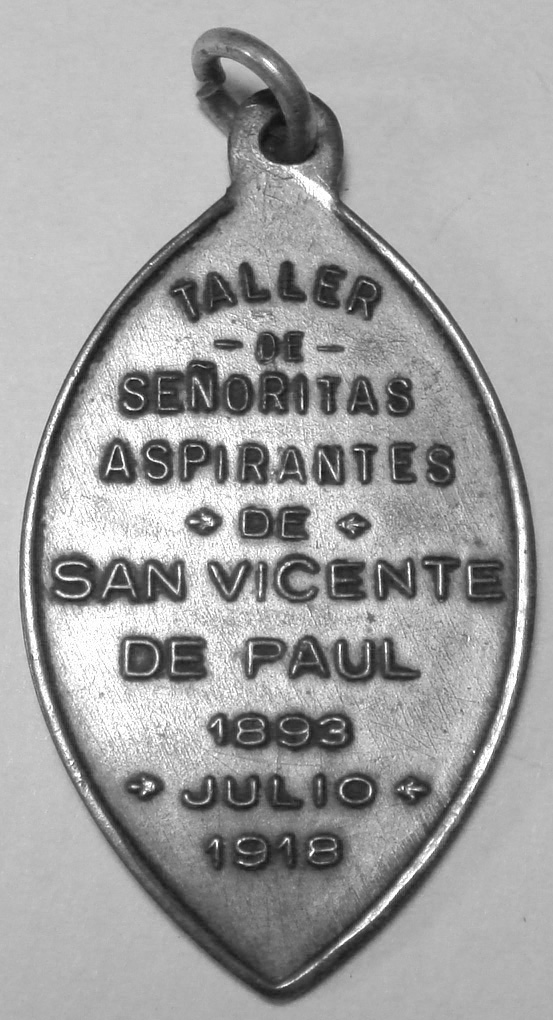 TALLER
- DE -
SEÑORITAS
ASPIRANTES
DE
SAN VICENTE
DE PAUL
1893
JULIO
1918